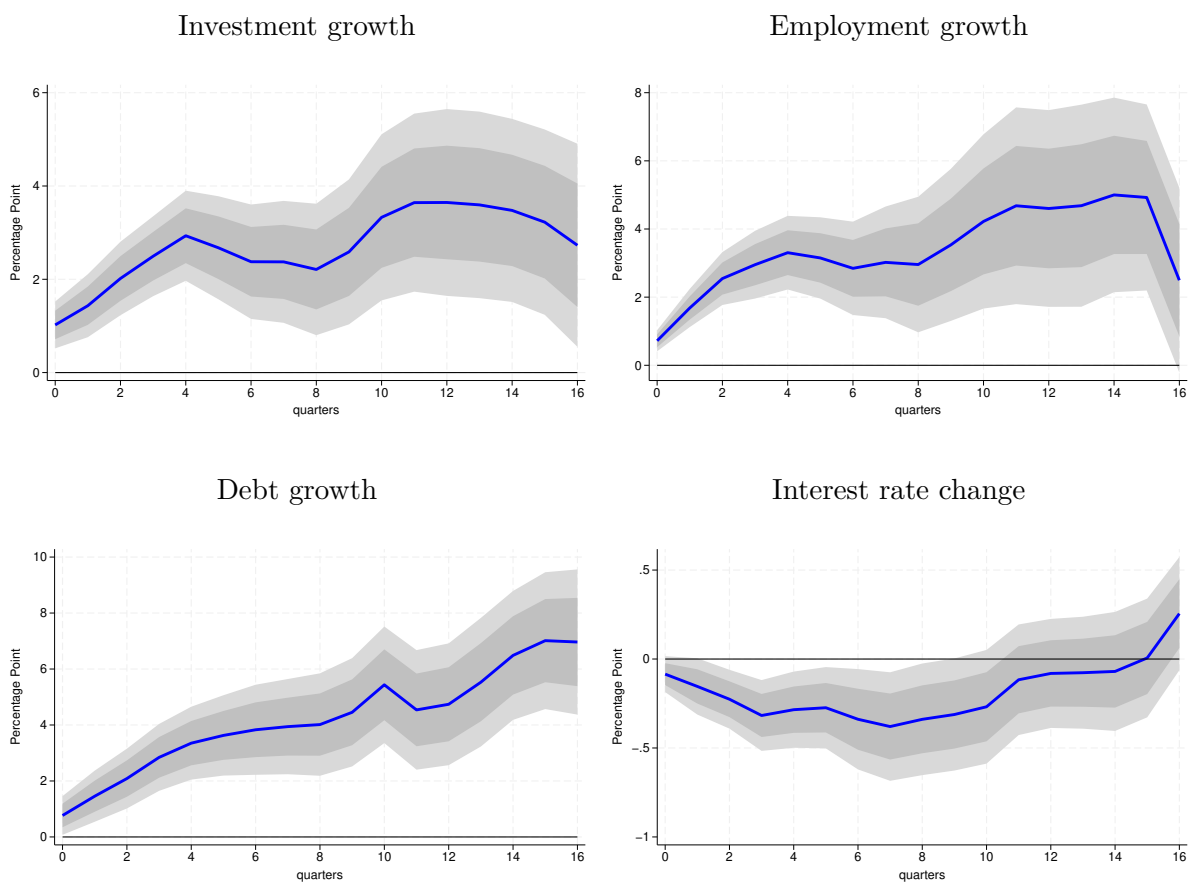 Investment growth
Employment growth
Percentage Point
6
4
2
0
0 2 4 6 8 10 12 14 16
quarters
Percentage Point
8
6
4
2
0
0 2 4 6 8 10 12 14 16
quarters
Debt growth
Interest rate change
Percentage Point
10
8
6
4
2
0
0 2 4 6 8 10 12 14 16
quarters
Percentage Point
.5
0
−.5
−1
0 2 4 6 8 10 12 14 16
quarters